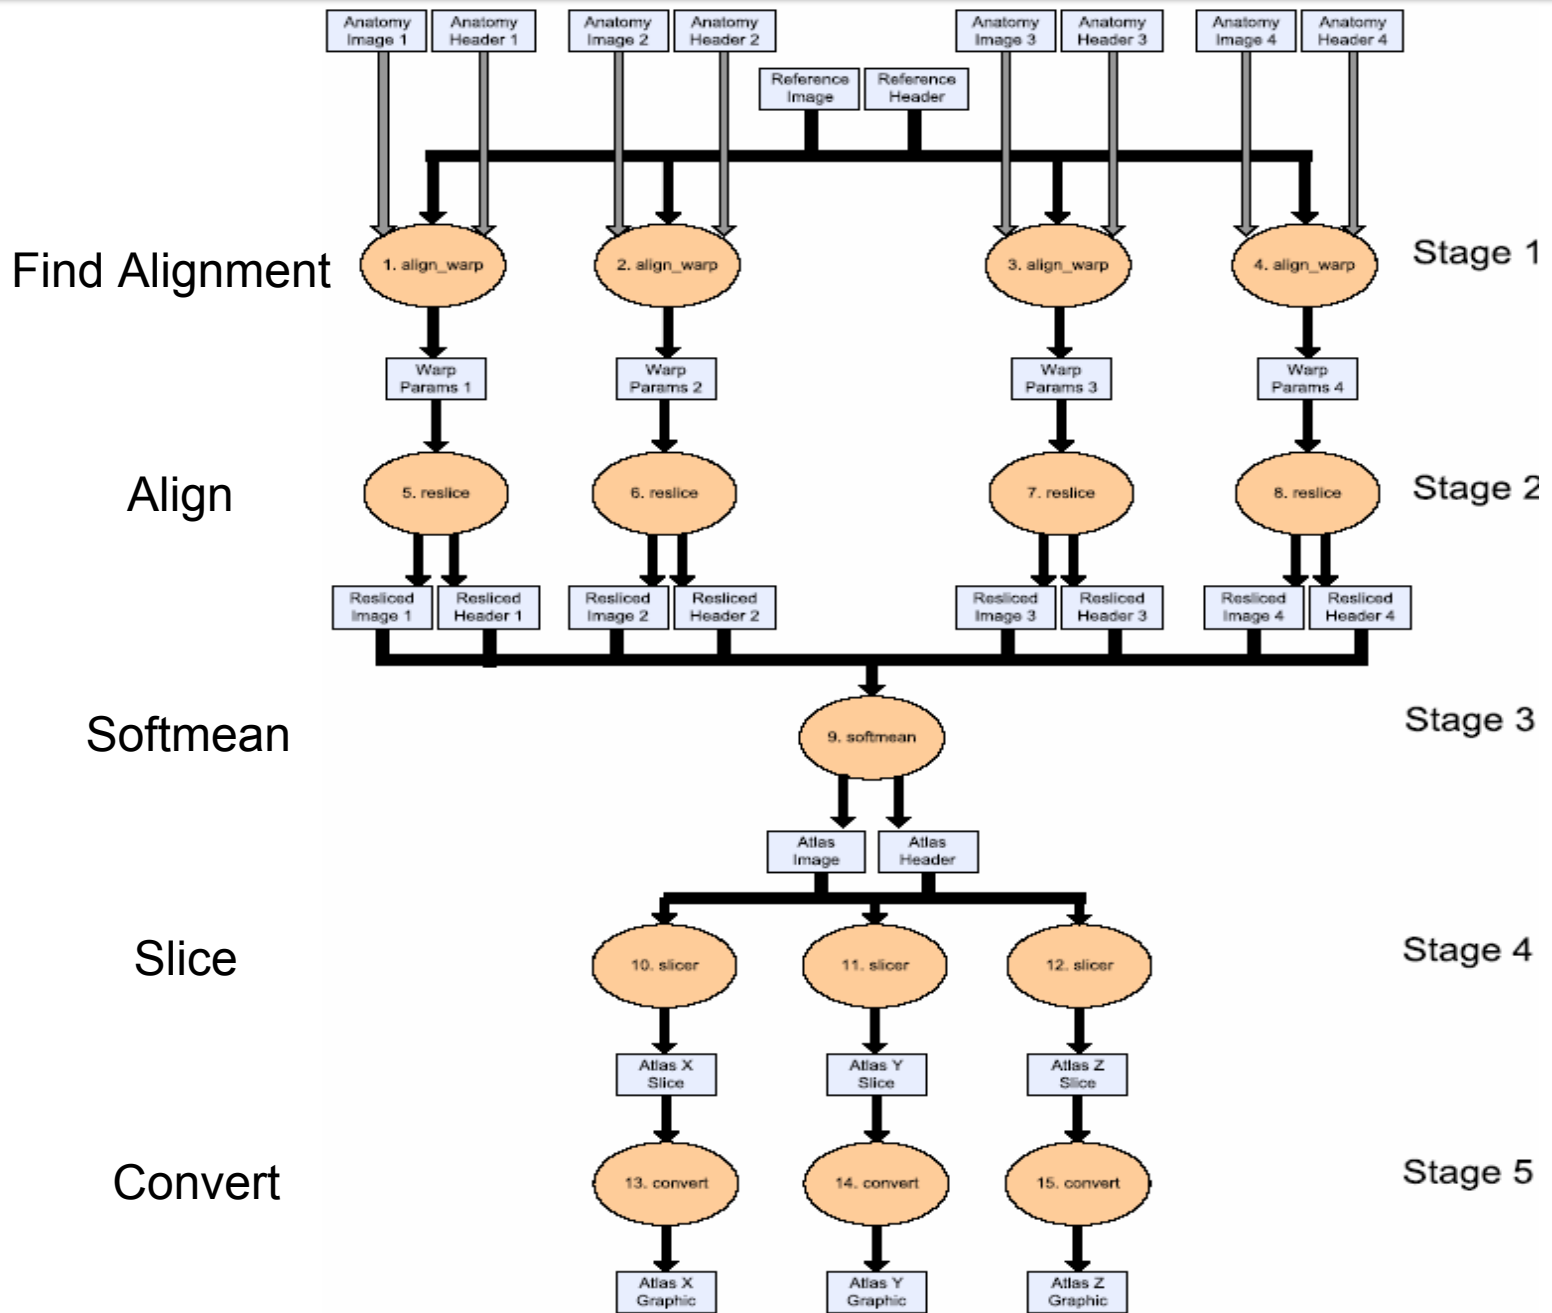 Anatomy
Image 1
Anatomy
Header 1
Anatomy
Image 2
Anatomy
Header 2
Anatomy
Image 3
Anatomy
Header 3
Anatomy
Image 4
Anatomy
Header 4
Reference
Image
Reference
Header
Find Alignment
1. align_warp
2. align_warp
3. align_warp
4. align_warp
Stage 1
Warp
Params 1
Warp
Params 2
Warp
Params 3
Warp
Params 4
Align
5. reslice
6. reslice
7. reslice
8. reslice
Stage 2
Resliced
Image 1
Resliced
Header 1
Resliced
Image 2
Resliced
Header 2
Resliced
Image 3
Resliced
Header 3
Resliced
Image 4
Resliced
Header 4
Softmean
9. softmean
Stage 3
Atlas
Image
Atlas
Header
Slice
10. slicer
11. slicer
12. slicer
Stage 4
Atlas X
Slice
Atlas Y
Slice
Atlas Z
Slice
Convert
13. convert
14. convert
15. convert
Stage 5
Atlas X
Graphic
Atlas Y
Graphic
Atlas Z
Graphic